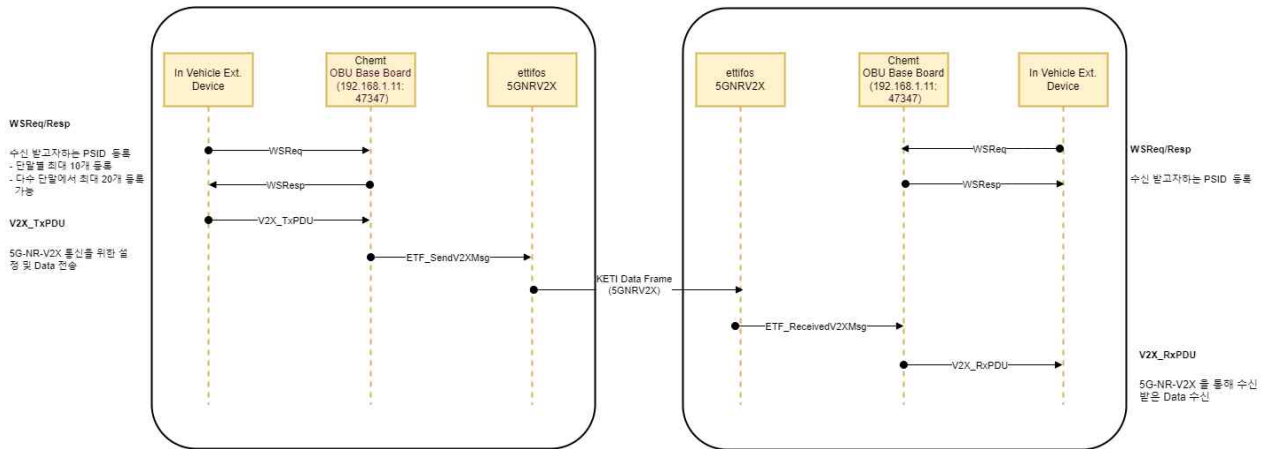 In Vehicle Ext.
Device
Chemt
OBU Base Board
(192.168.1.11:
47347)
ettifos
5GNRV2X
ettifos
5GNRV2X
Chemt
OBU Base Board
(192.168.1.11:
47347)
In Vehicle Ext.
Device
WSReq/Resp
수신 받고자하는 PSID 등록
- 단말별 최대 10개 등록
- 다수 단말에서 최대 20개 등록
가능
V2X_TxPDU
5G-NR-V2X 통신를 위한 설
정 및 Data 전송
WSReq
WSResp
V2X_TxPDU
ETF_SendV2XMsg
KETI Data Frame
(5GNRV2X)
WSReq
WSResp
ETF_ReceivedV2XMsg
V2X_RxPDU
WSReq/Resp
수신 받고자하는 PSID 등록
V2X_RxPDU
5G-NR-V2X 을 통해 수신
받은 Data 수신